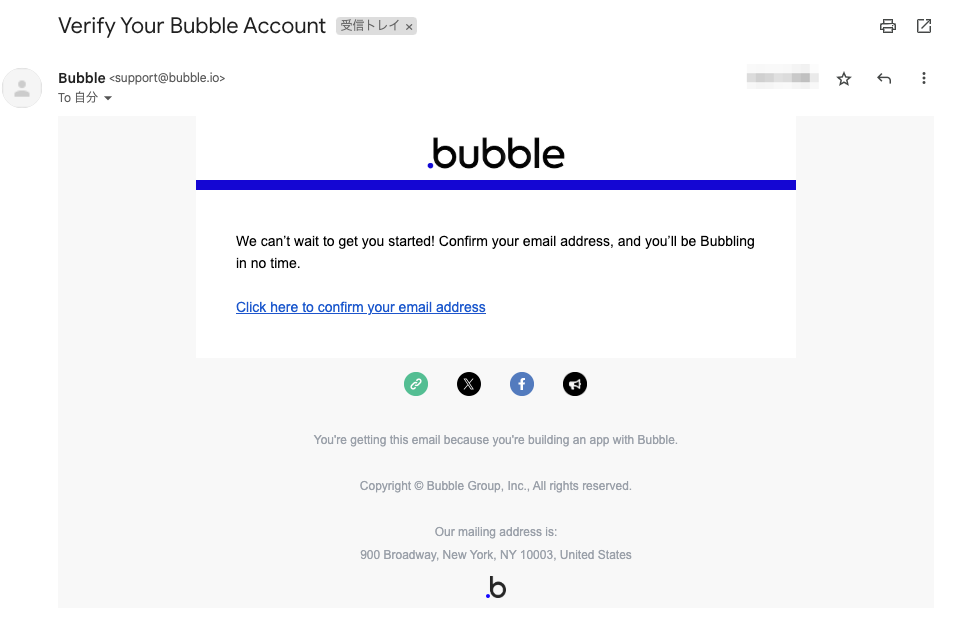 Verify Your Bubble Account 受信トレイ ×
Bubble <support@bubble.io>
To 自分
.bubble
We can’t wait to get you started! Confirm your email address, and you’ll be Bubbling
in no time.
Click here to confirm your email address
You're getting this email because you're building an app with Bubble.
Copyright © Bubble Group, Inc., All rights reserved.
Our mailing address is:
900 Broadway, New York, NY 10003, United States
.b